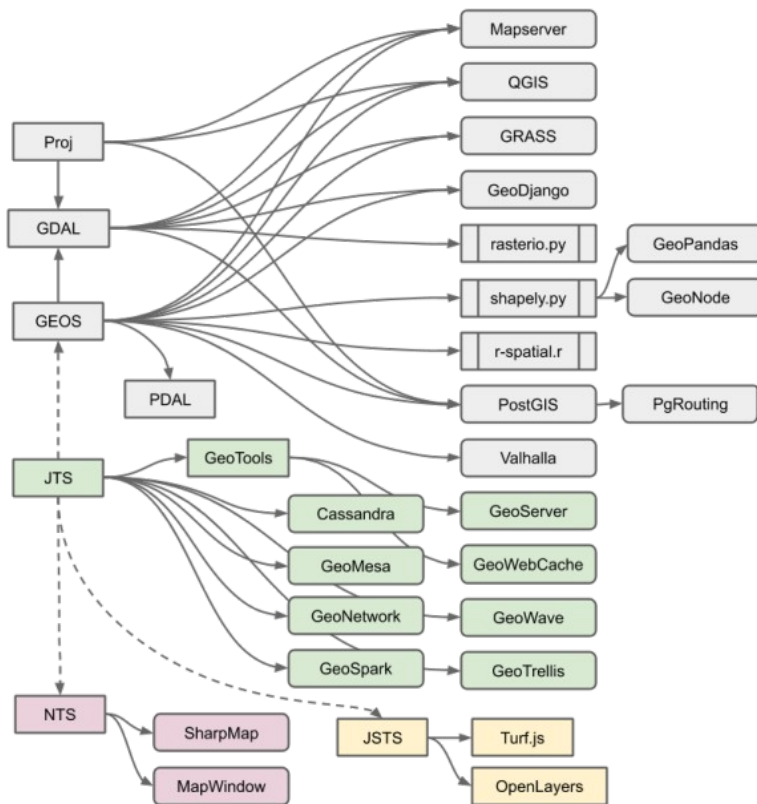 Mapserver
QGIS
Proj
GRASS
GeoDjango
GDAL
rasterio.py
GeoPandas
shapely.py
GeoNode
GEOS
r-spatial.r
PDAL
PostGIS
PgRouting
Valhalla
GeoTools
JTS
Cassandra
GeoServer
GeoMesa
GeoWebCache
GeoNetwork
GeoWave
GeoSpark
GeoTrellis
NTS
SharpMap
JSTS
Turf.js
MapWindow
OpenLayers